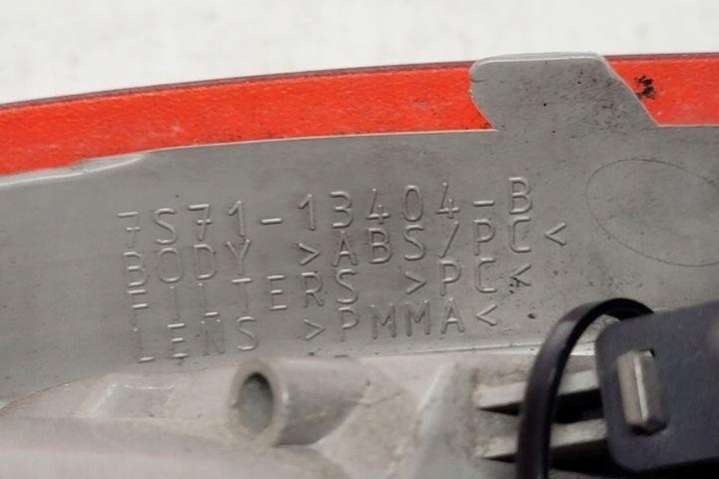 7S71-13404-B
BODY >ABS/PC<
FILTERS >PC<
LENS >PMMA<